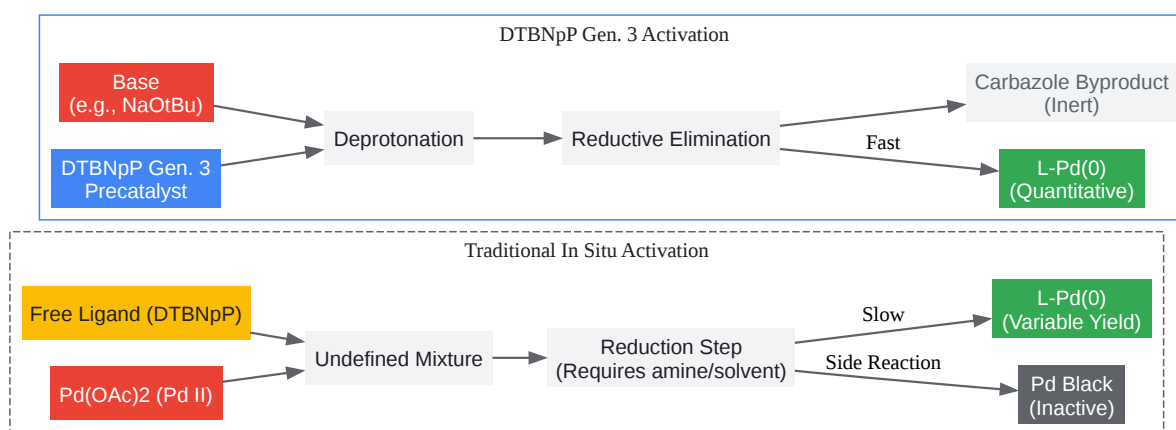 DTBNpP Gen. 3 Activation
Base
(e.g., NaOtBu)
Carbazole Byproduct
(Inert)
Deprotonation
Reductive Elimination
Fast
DTBNpP Gen. 3
Precatalyst
L-Pd(0)
(Quantitative)
Traditional In Situ Activation
Free Ligand (DTBNpP)
L-Pd(0)
(Variable Yield)
Slow
Undefined Mixture
Reduction Step
(Requires amine/solvent)
Side Reaction
Pd(OAc)2 (Pd II)
Pd Black
(Inactive)